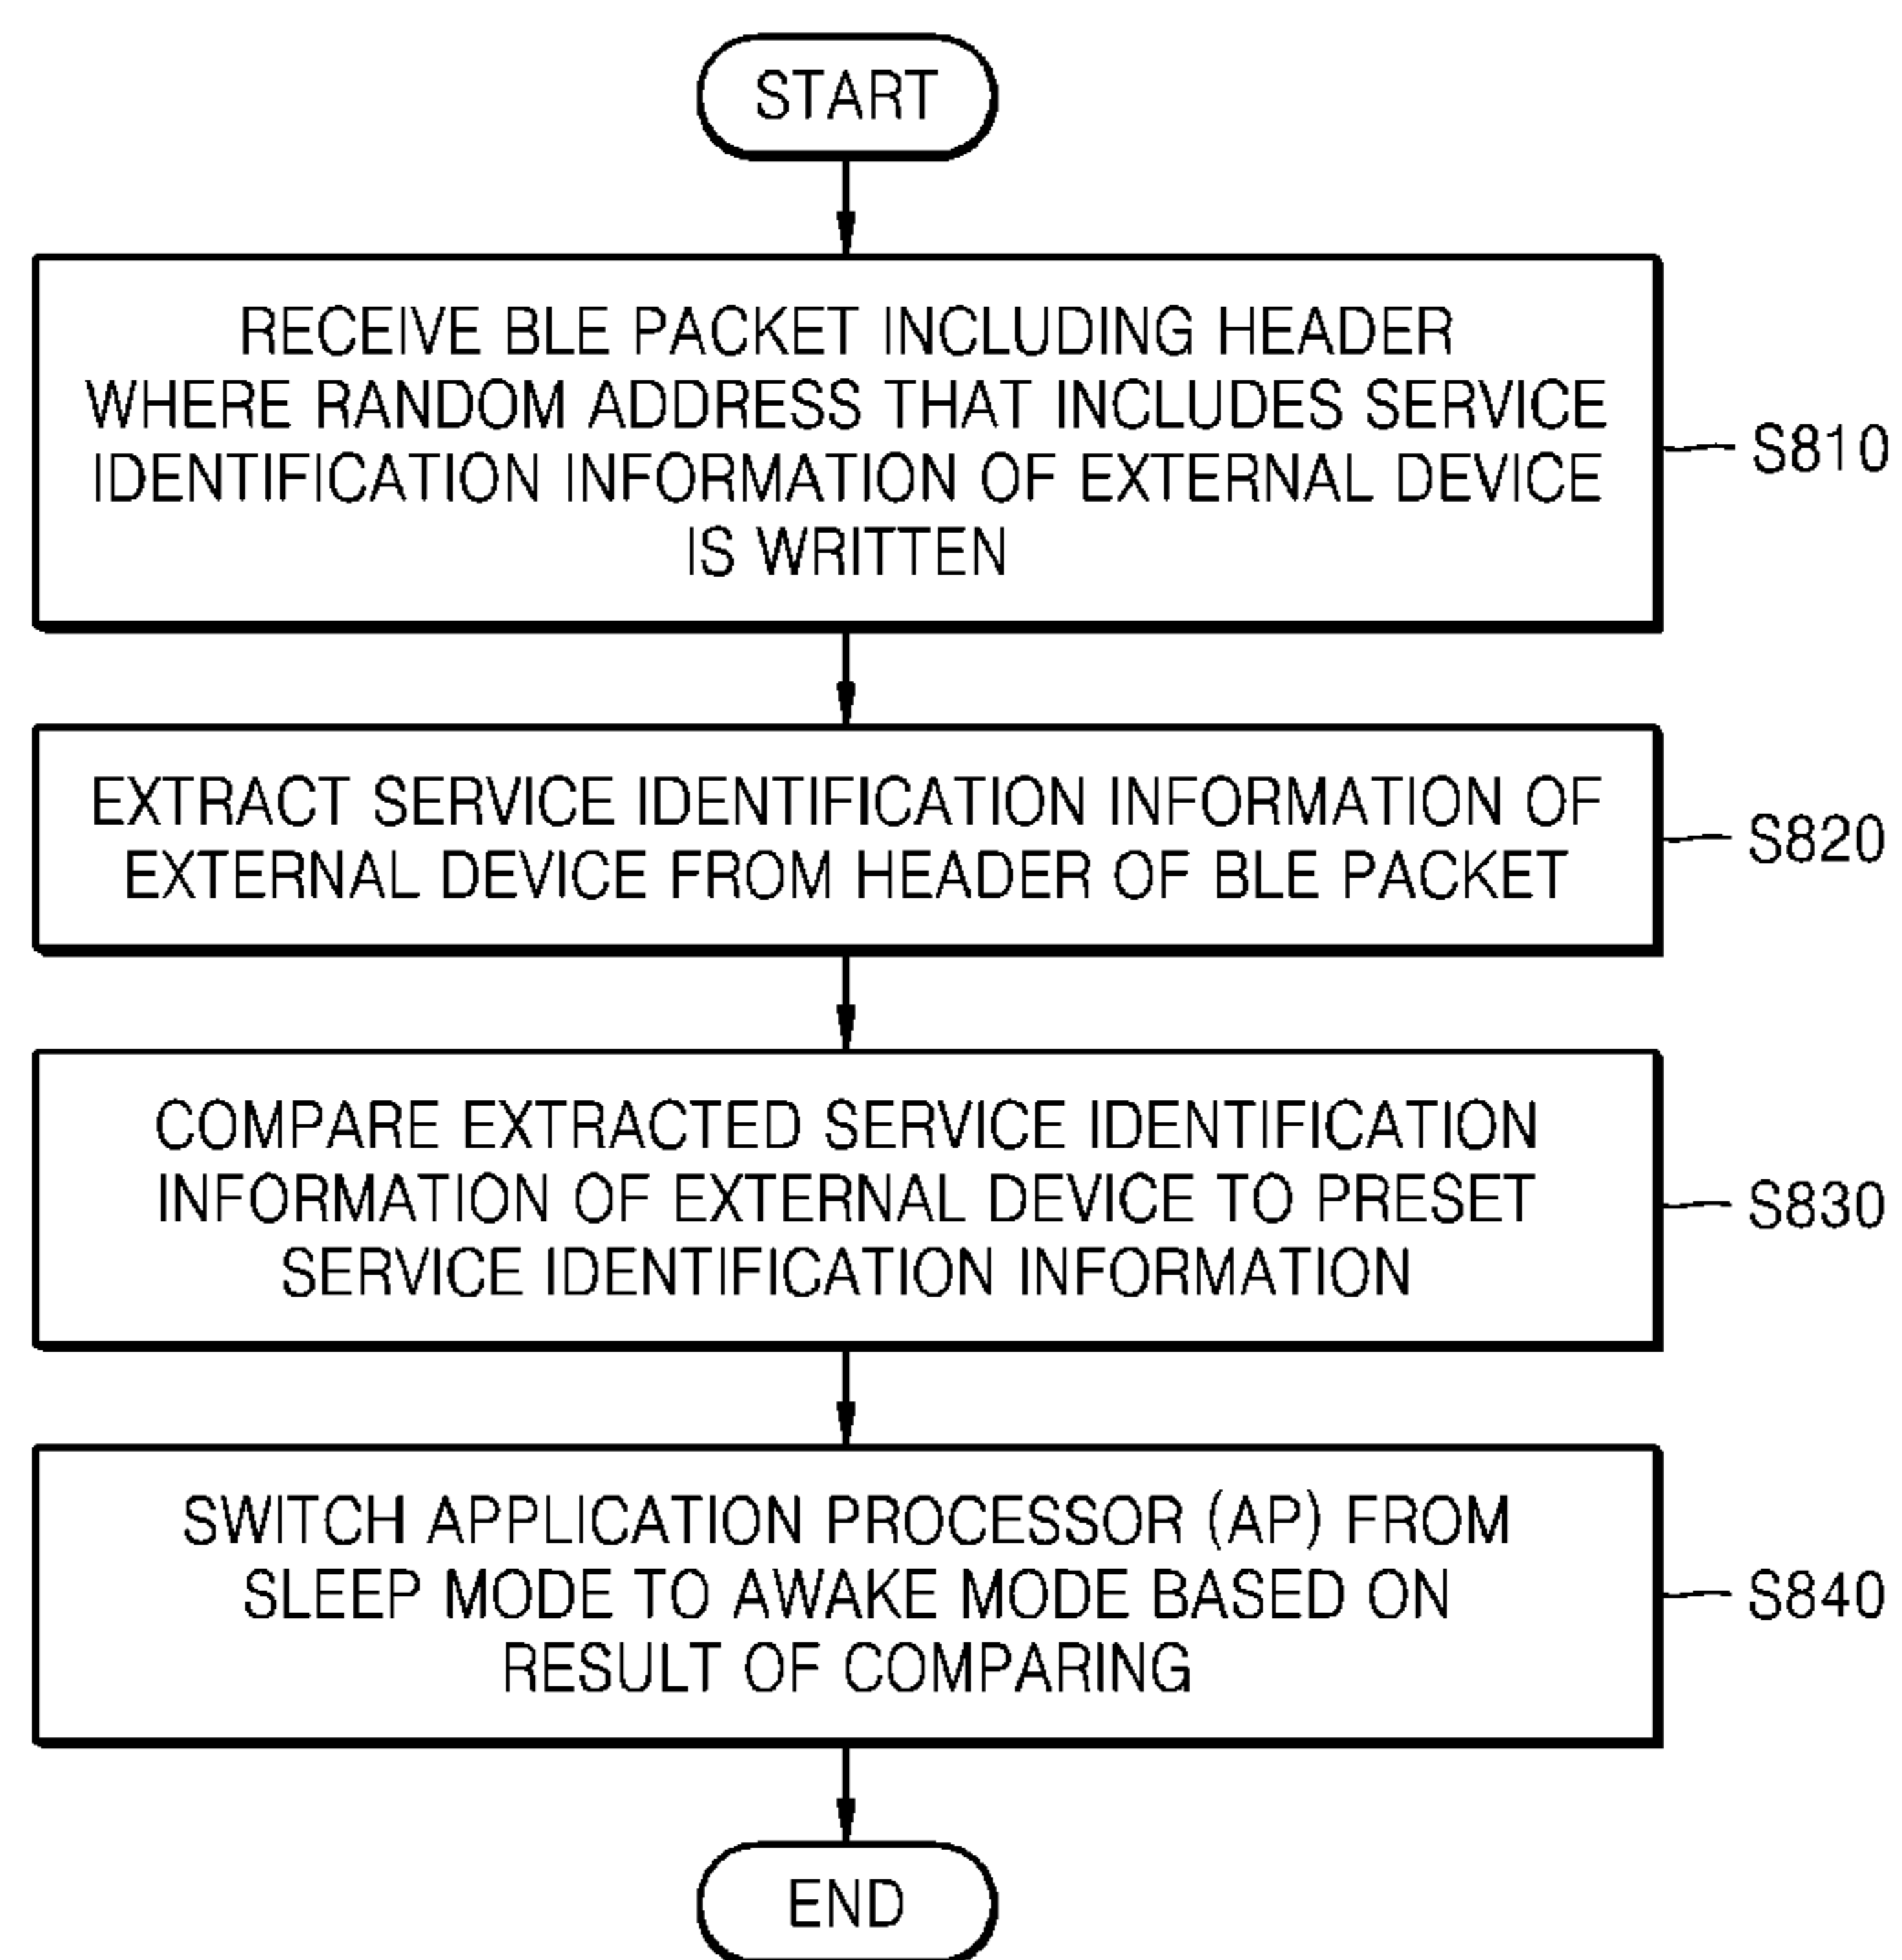 START
RECEIVE BLE PACKET INCLUDING HEADER
WHERE RANDOM ADDRESS THAT INCLUDES SERVICE
IDENTIFICATION INFORMATION OF EXTERNAL DEVICE
IS WRITTEN
S810
EXTRACT SERVICE IDENTIFICATION INFORMATION OF
EXTERNAL DEVICE FROM HEADER OF BLE PACKET
S820
COMPARE EXTRACTED SERVICE IDENTIFICATION
INFORMATION OF EXTERNAL DEVICE TO PRESET
SERVICE IDENTIFICATION INFORMATION
S830
SWITCH APPLICATION PROCESSOR (AP) FROM
SLEEP MODE TO AWAKE MODE BASED ON
RESULT OF COMPARING
S840
END